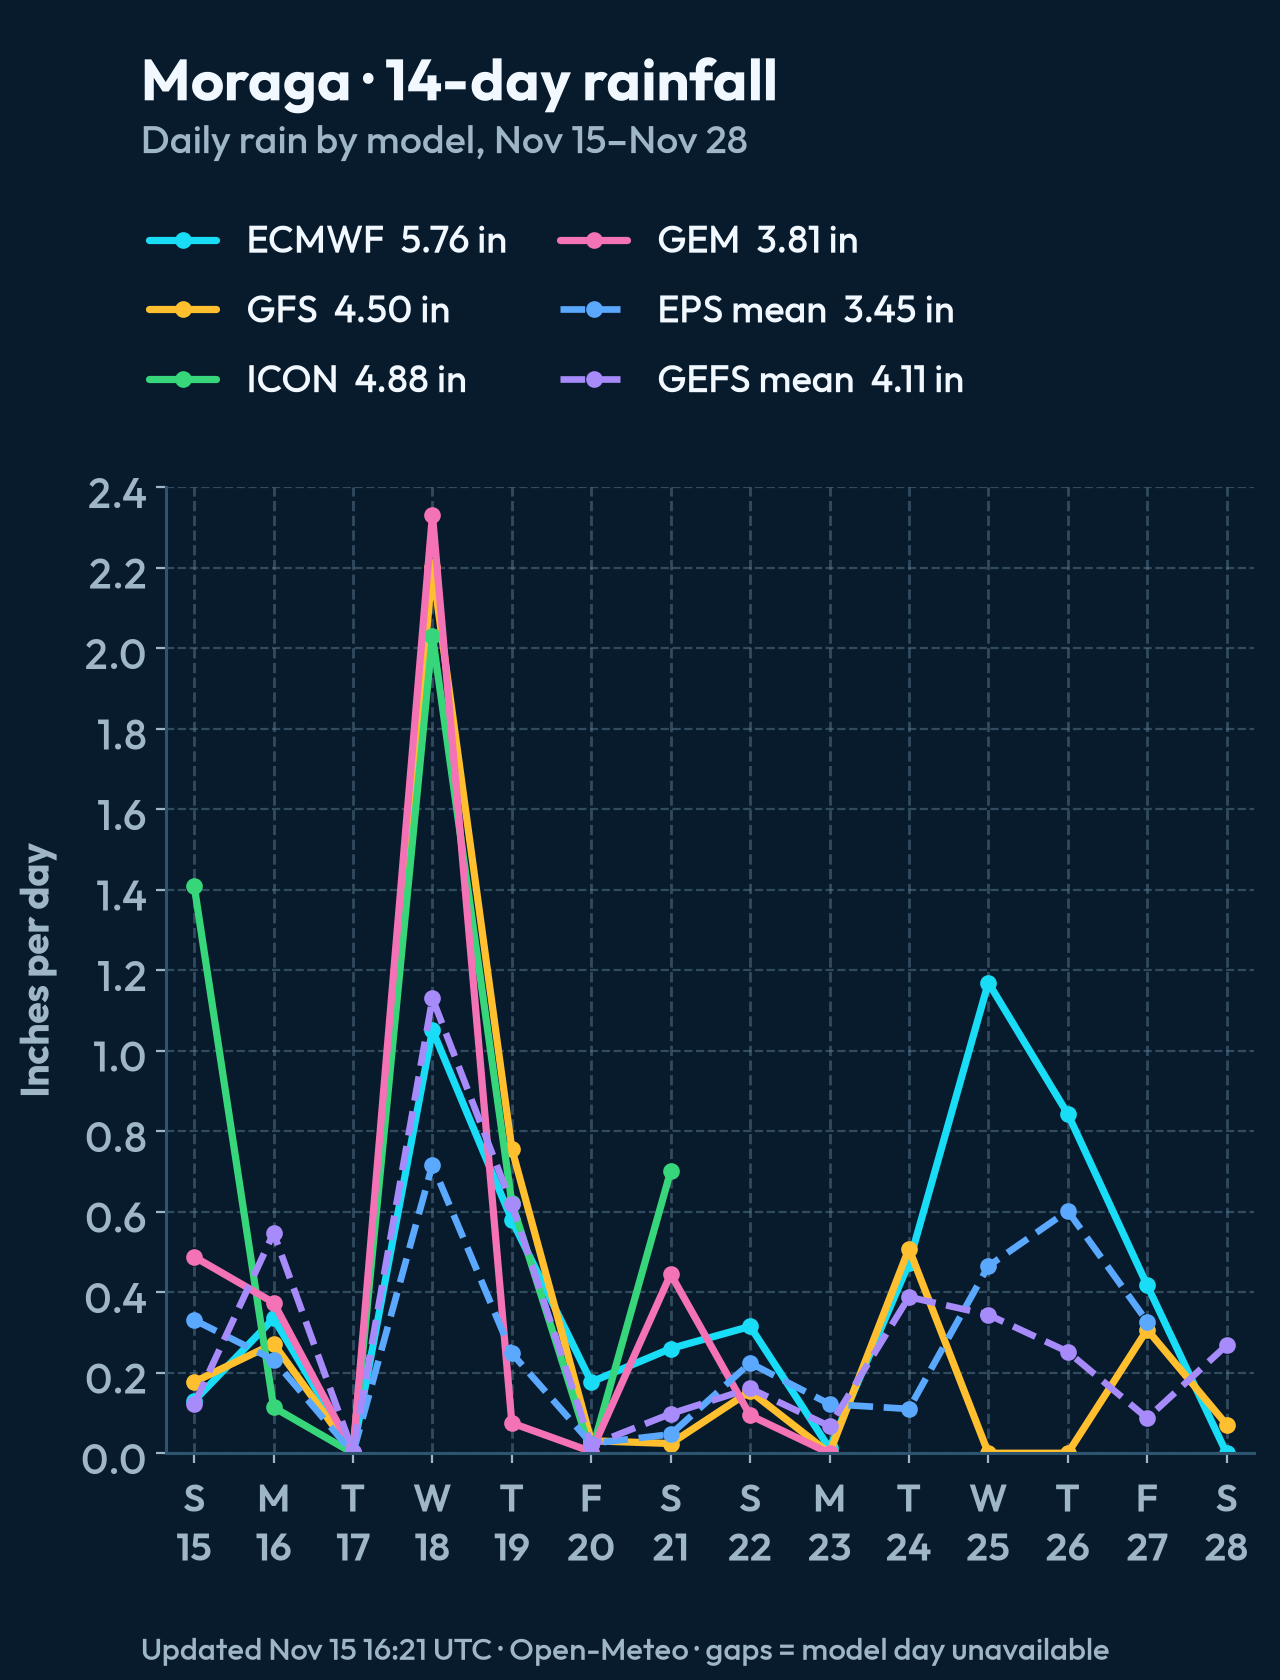 Moraga · 14-day rainfall
Daily rain by model, Nov 15–Nov 28
ECMWF 5.76 in
GEM 3.81 in
GFS 4.50 in
EPS mean 3.45 in
ICON 4.88 in
GEFS mean 4.11 in
Inches per day
2.4
2.2
2.0
1.8
1.6
1.4
1.2
1.0
0.8
0.6
0.4
0.2
0.0
S M T W T F S S M T W T F S
15 16 17 18 19 20 21 22 23 24 25 26 27 28
Updated Nov 15 16:21 UTC · Open-Meteo · gaps = model day unavailable